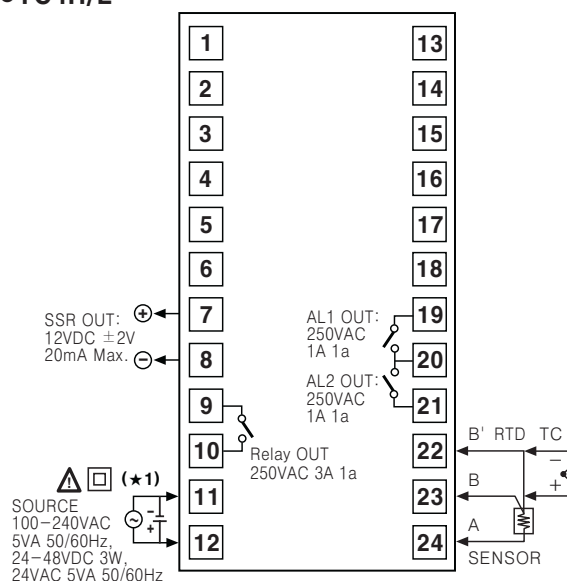 1
2
3
4
5
6
7
8
9
10
11
12
13
14
15
16
17
18
19
20
21
22
23
24
SSR OUT:
12VDC ±2V
20mA Max.
+
−
Relay OUT
250VAC 3A 1a
(★1)
SOURCE
100-240VAC
5VA 50/60Hz,
24-48VDC 3W,
24VAC 5VA 50/60Hz
-
+
AL1 OUT:
250VAC
1A 1a
AL2 OUT:
250VAC
1A 1a
B' RTD TC
−
+
B
A
SENSOR